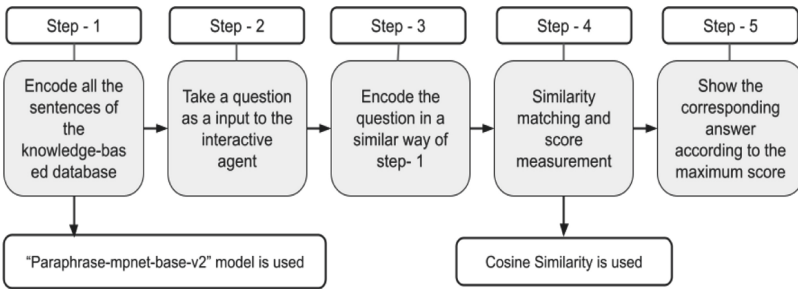 Step - 1
Step - 2
Step - 3
Step - 4
Step - 5
Encode all the
sentences of
the
knowledge-bas
ed database
Take a question
as a input to the
interactive
agent
Encode the
question in a
similar way of
step- 1
Similarity
matching and
score
measurement
Show the
corresponding
answer
according to the
maximum score
“Paraphrase-mpnet-base-v2” model is used
Cosine Similarity is used